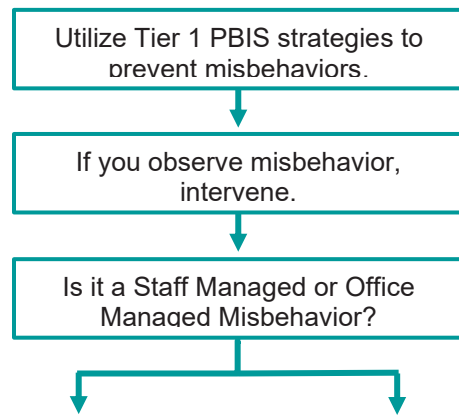 Utilize Tier 1 PBIS strategies to
prevent misbehaviors.
If you observe misbehavior,
intervene.
Is it a Staff Managed or Office
Managed Misbehavior?